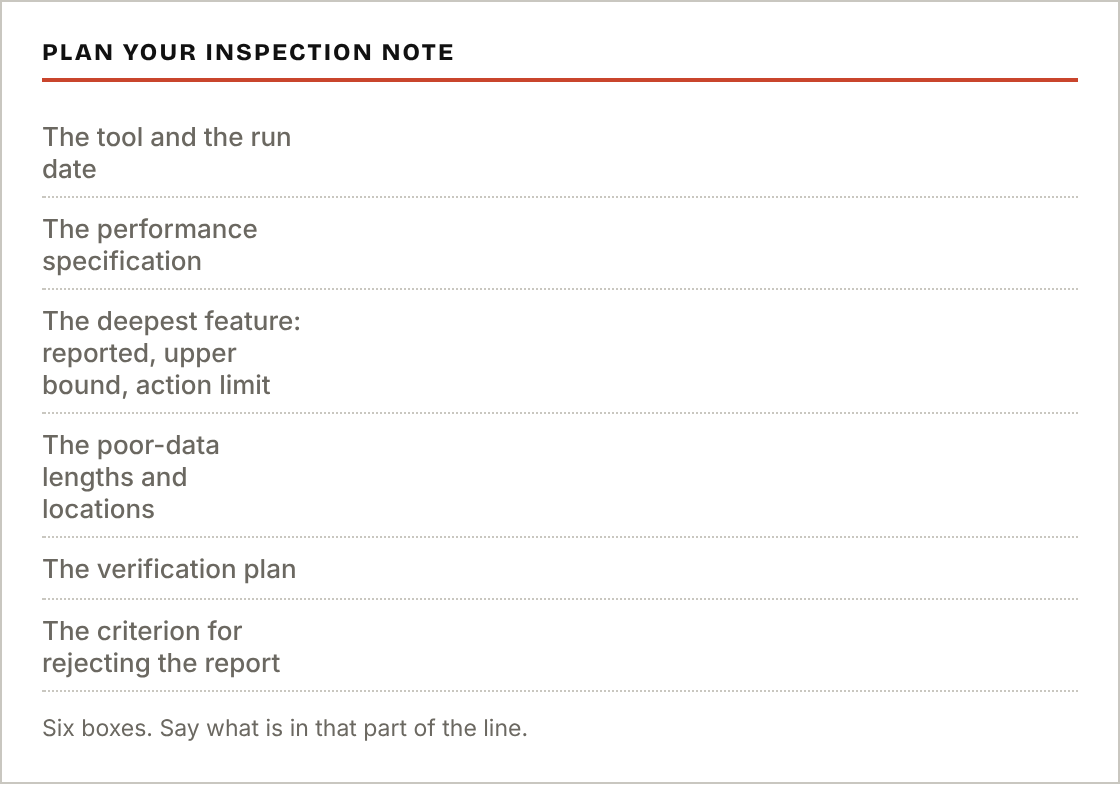 PLAN YOUR INSPECTION NOTE
The tool and the run
date
The performance
specification
The deepest feature:
reported, upper
bound, action limit
The poor-data
lengths and
locations
The verification plan
The criterion for
rejecting the report
Six boxes. Say what is in that part of the line.